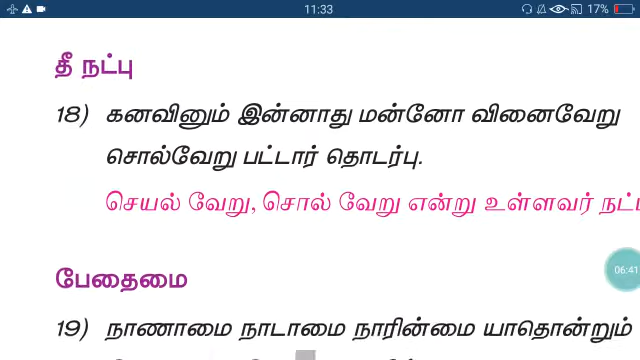 11:33
17%
தீ நட்பு
18) கனவினும் இன்னாது மன்னோ வினைவேறு
சொல்வேறு பட்டார் தொடர்பு.
செயல் வேறு, சொல் வேறு என்று உள்ளவர்
06:41
பேதைமை
19) நாணாமை நாடாமை நாரின்மை யாதொன்றும்